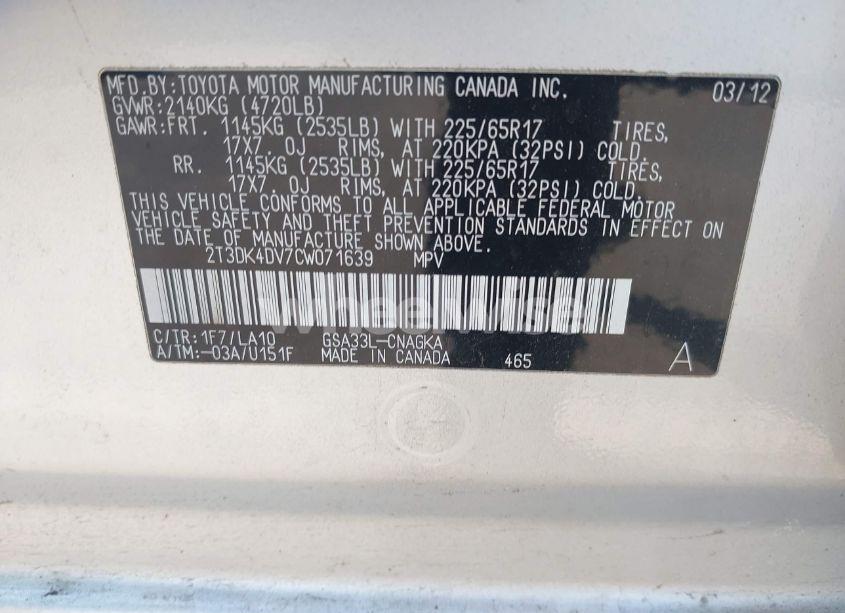 MFD.BY:TOYOTA MOTOR MANUFACTURING CANADA INC. 03/12
GVWR:2140KG (4720LB)
GAWR:FRT. 1145KG (2535LB) WITH 225/65R17 TIRES,
17X7.0J RIMS, AT 220KPA (32PSI) COLD.
RR. 1145KG (2535LB) WITH 225/65R17 TIRES,
17X7.0J RIMS, AT 220KPA (32PSI) COLD.
THIS VEHICLE CONFORMS TO ALL APPLICABLE FEDERAL MOTOR
VEHICLE SAFETY AND THEFT PREVENTION STANDARDS IN EFFECT ON
THE DATE OF MANUFACTURE SHOWN ABOVE.
2T3DK4DV7CW071639 MPV
wheelwise
C/TR:1F7/LA10 GSA33L-CNAGKA
A/TM:-03A/U151F MADE IN CANADA 465 A